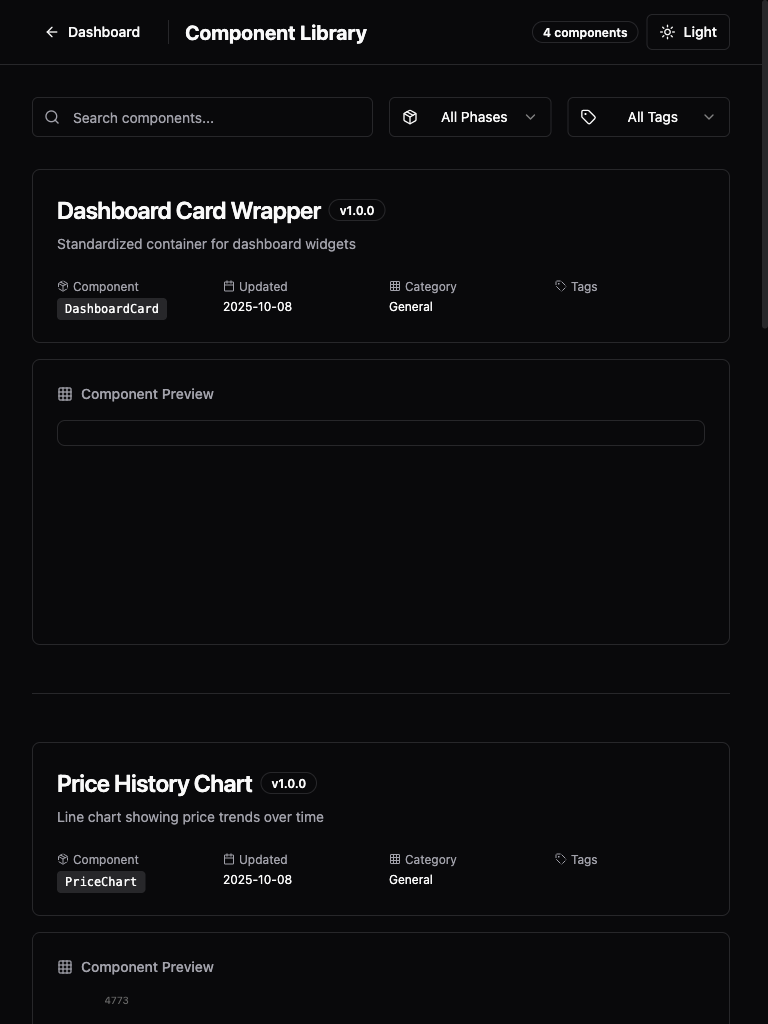 Dashboard
Component Library
4 components
Light
Search components...
All Phases
All Tags
Dashboard Card Wrapper v1.0.0
Standardized container for dashboard widgets
Component Updated Category Tags
DashboardCard 2025-10-08 General
Component Preview
Price History Chart v1.0.0
Line chart showing price trends over time
Component Updated Category Tags
PriceChart 2025-10-08 General
Component Preview
4773